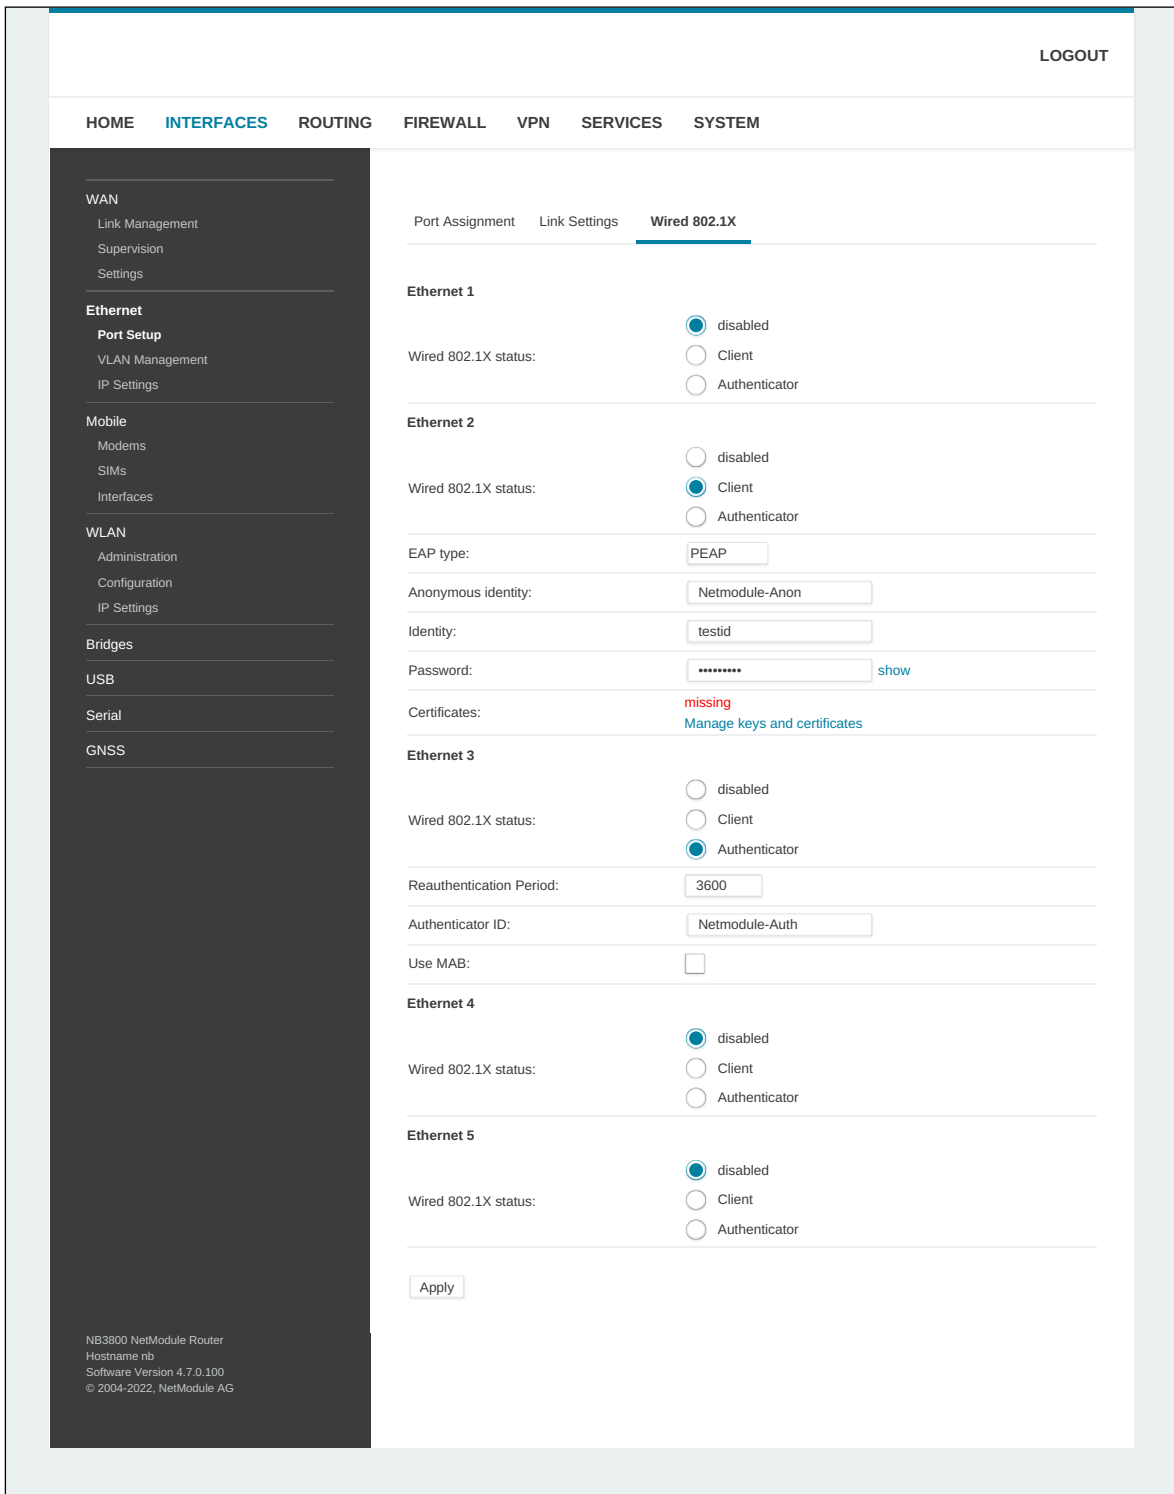 LOGOUT
HOME INTERFACES ROUTING FIREWALL VPN SERVICES SYSTEM
WAN
Link Management
Supervision
Settings
Ethernet
Port Setup
VLAN Management
IP Settings
Mobile
Modems
SIMs
Interfaces
WLAN
Administration
Configuration
IP Settings
Bridges
USB
Serial
GNSS
NB3800 NetModule Router
Hostname nb
Software Version 4.7.0.100
© 2004-2022, NetModule AG
Port Assignment Link Settings Wired 802.1X
Ethernet 1
Wired 802.1X status:
disabled
Client
Authenticator
Ethernet 2
Wired 802.1X status:
disabled
Client
Authenticator
EAP type: PEAP
Anonymous identity: Netmodule-Anon
Identity: testid
Password: ••••••••• show
Certificates:
missing
Manage keys and certificates
Ethernet 3
Wired 802.1X status:
disabled
Client
Authenticator
Reauthentication Period: 3600
Authenticator ID: Netmodule-Auth
Use MAB:
Ethernet 4
Wired 802.1X status:
disabled
Client
Authenticator
Ethernet 5
Wired 802.1X status:
disabled
Client
Authenticator
Apply